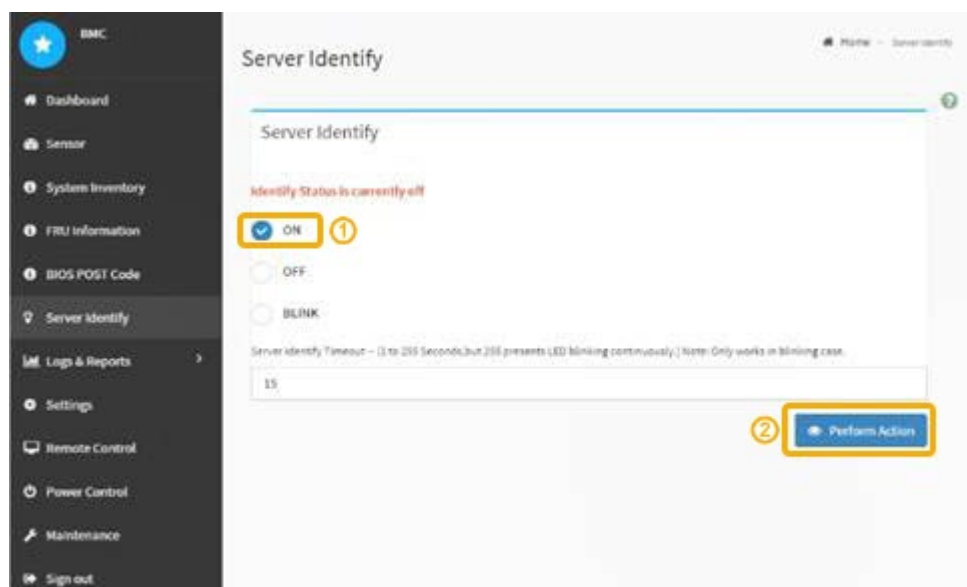 BMC
Home - Server Identify
Server Identify
Dashboard
Sensor
System Inventory
FRU Information
BIOS POST Code
Server Identify
Logs & Reports
Settings
Remote Control
Power Control
Maintenance
Sign out
Server Identify
Identify Status is currently off
ON 1
OFF
BLINK
Server Identify Timeout – (1 to 255 Seconds,but 255 presents LED blinking continuously.) Note: Only works in blinking case.
15
2 Perform Action